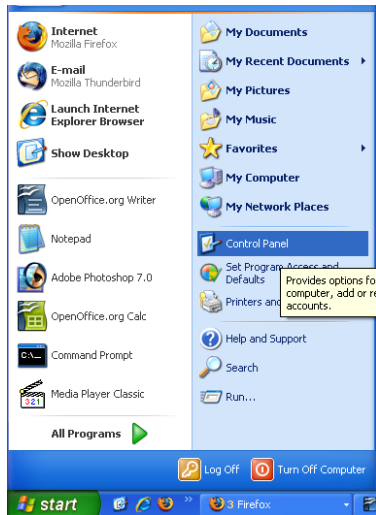 Internet
Mozilla Firefox
E-mail
Mozilla Thunderbird
Launch Internet
Explorer Browser
Show Desktop
OpenOffice.org Writer
Notepad
Adobe Photoshop 7.0
OpenOffice.org Calc
C:\_
Command Prompt
321
Media Player Classic
All Programs
My Documents
My Recent Documents
My Pictures
My Music
Favorites
My Computer
My Network Places
Control Panel
Set Program Access and
Defaults
Printers and
Provides options fo
computer, add or re
accounts.
Help and Support
Search
Run...
Log Off
Turn Off Computer
start
3 Firefox